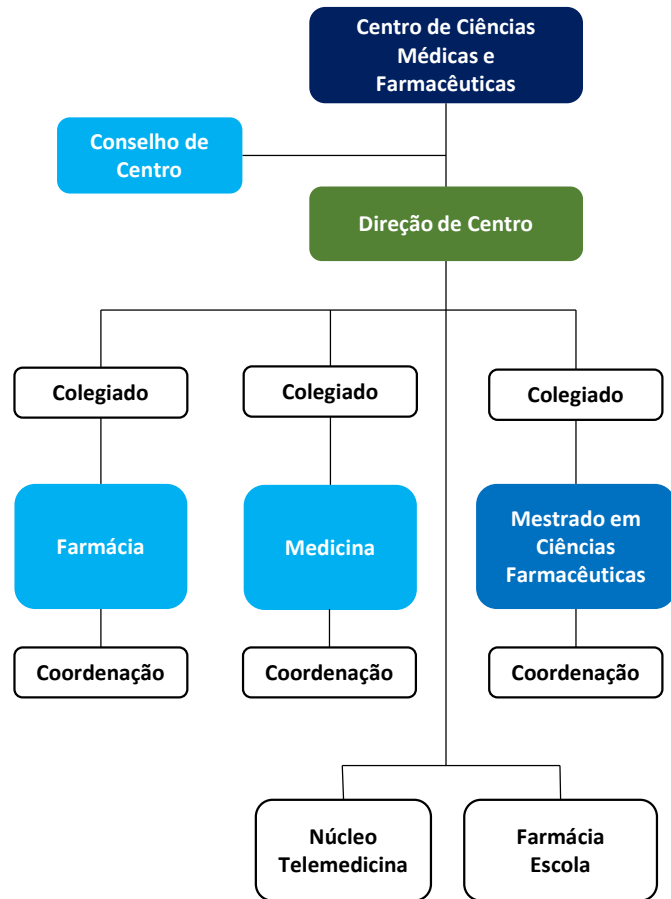 Centro de Ciências
Médicas e
Farmacêuticas
Conselho de
Centro
Direção de Centro
Colegiado
Colegiado
Colegiado
Farmácia
Medicina
Mestrado em
Ciências
Farmacêuticas
Coordenação
Coordenação
Coordenação
Núcleo
Telemedicina
Farmácia
Escola